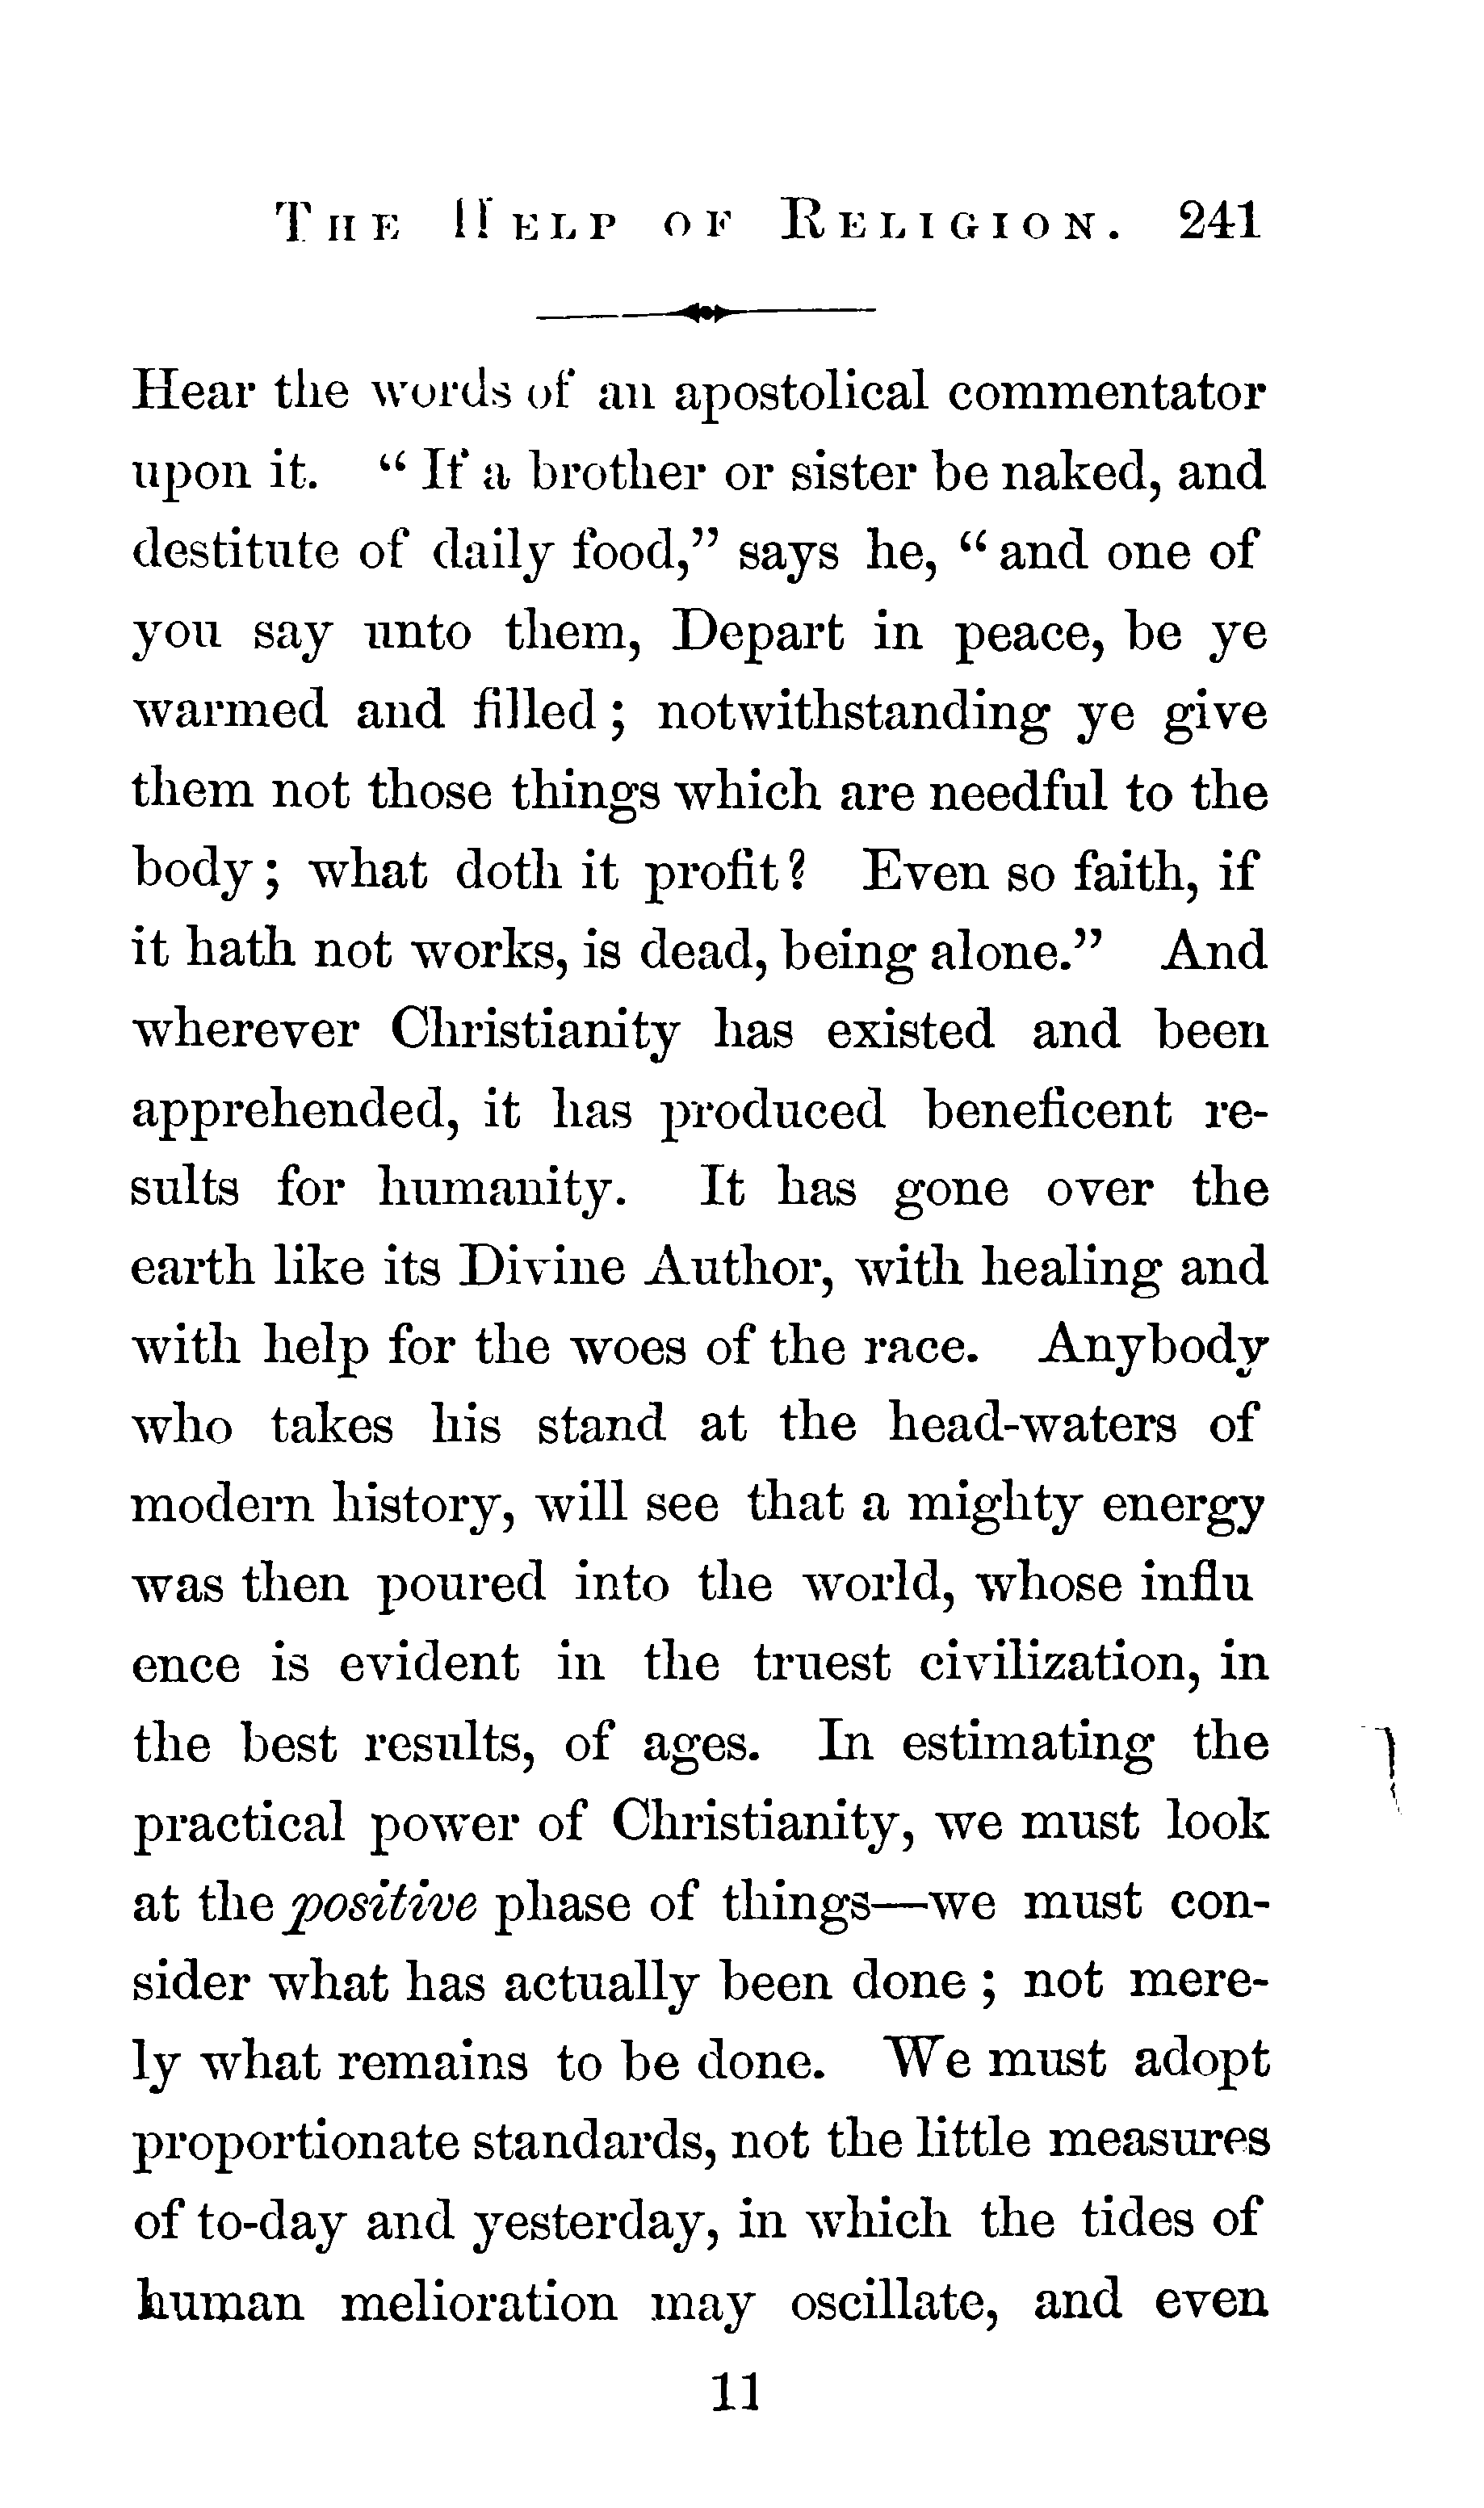 THE HELP OF RELIGION. 241
Hear the words of an apostolical commentator
upon it. “ If a brother or sister be naked, and
destitute of daily food,” says he, “ and one of
you say unto them, Depart in peace, be ye
warmed and filled ; notwithstanding ye give
them not those things which are needful to the
body ; what doth it profit ? Even so faith, if
it hath not works, is dead, being alone.” And
wherever Christianity has existed and been
apprehended, it has produced beneficent re-
sults for humanity. It has gone over the
earth like its Divine Author, with healing and
with help for the woes of the race. Anybody
who takes his stand at the head-waters of
modern history, will see that a mighty energy
was then poured into the world, whose influ
ence is evident in the truest civilization, in
the best results, of ages. In estimating the
practical power of Christianity, we must look
at the positive phase of things—we must con-
sider what has actually been done ; not mere-
ly what remains to be done. We must adopt
proportionate standards, not the little measures
of to-day and yesterday, in which the tides of
human melioration may oscillate, and even
11